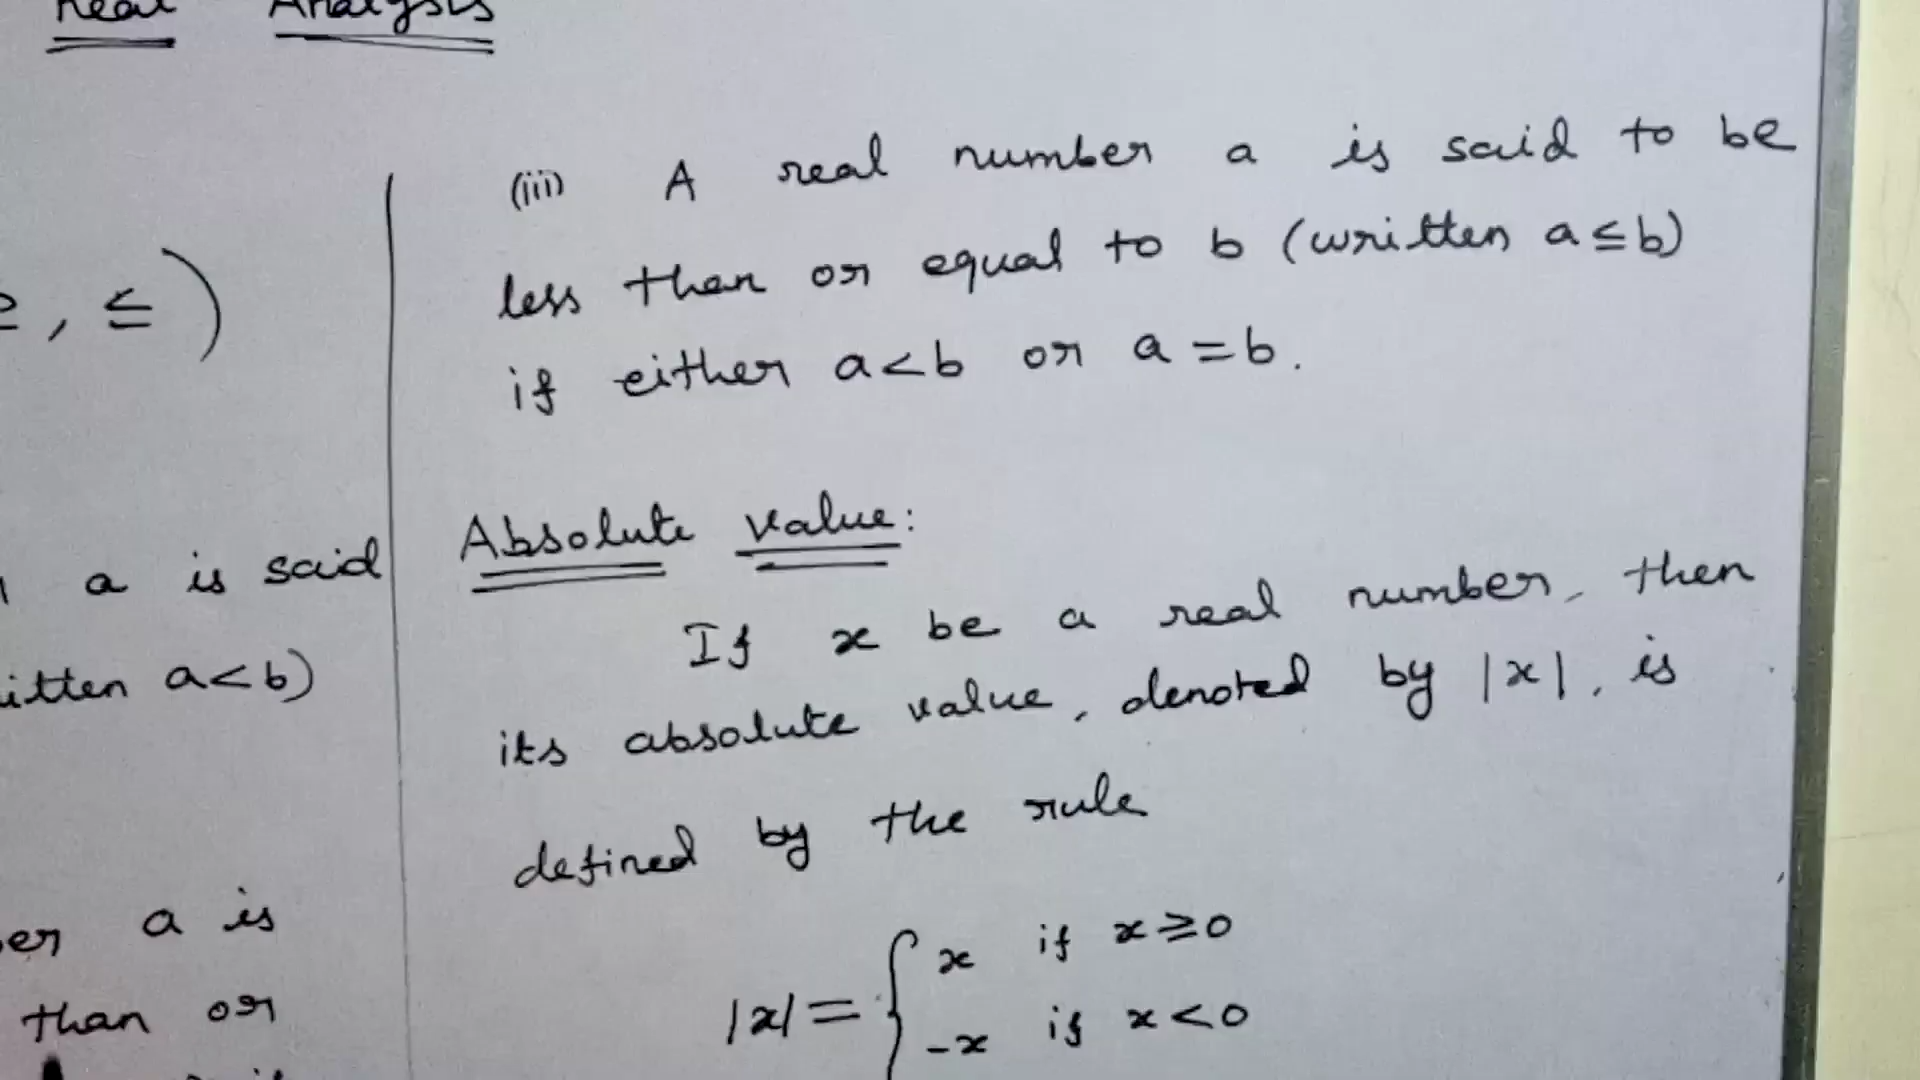 Real Analysis
, ≤)
a is said
a<b)
er a is
than or
(iii) A real number a is said to be
less than or equal to b (written a≤b)
if either a<b or a=b.
Absolute value:
If x be a real number, then
its absolute value, denoted by |x|, is
defined by the rule
|x| = { x if x≥0
-x if x<0